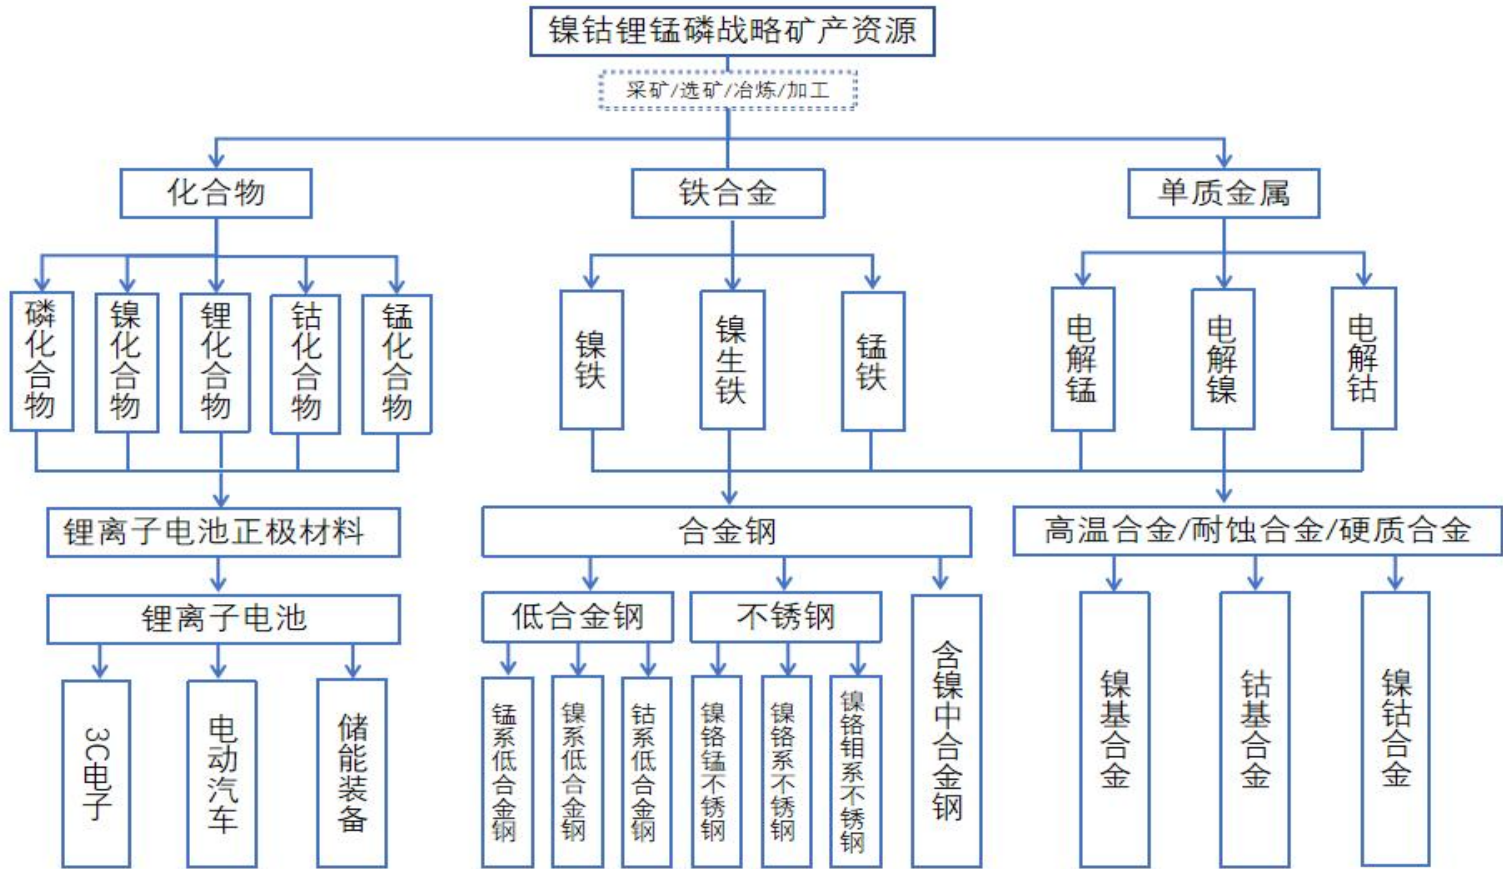 镍钴锂锰磷战略矿产资源
采矿/选矿/冶炼/加工
化合物
铁合金
单质金属
磷化合物
镍化合物
锂化合物
钴化合物
锰化合物
镍铁
镍生铁
锰铁
电解锰
电解镍
电解钴
锂离子电池正极材料
合金钢
高温合金/耐蚀合金/硬质合金
锂离子电池
低合金钢
不锈钢
含镍中合金钢
镍基合金
钴基合金
镍钴合金
3C电子
电动汽车
储能装备
锰系低合金钢
镍系低合金钢
钴系低合金钢
镍铬锰不锈钢
镍铬系不锈钢
镍铬钼系不锈钢